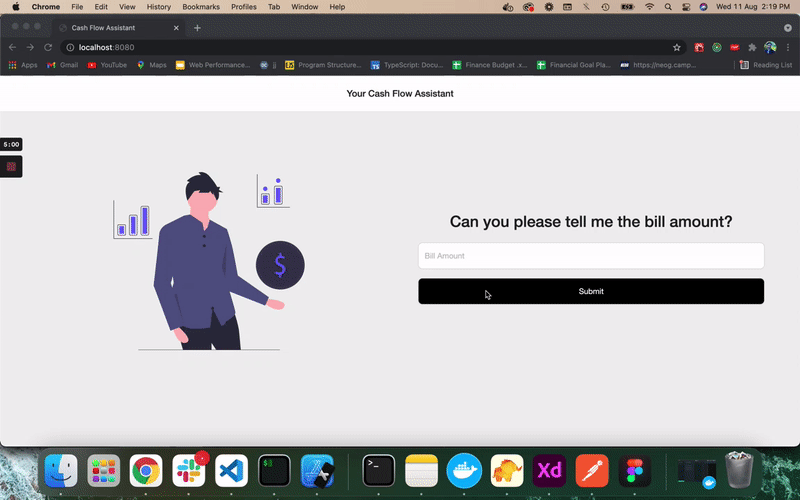 Chrome File Edit View History Bookmarks Profiles Tab Window Help Wed 11 Aug 2:19 PM
Cash Flow Assistant
localhost:8080
Apps Gmail YouTube Maps Web Performance... jj Program Structure... TS TypeScript: Docu... Finance Budget .xs... Financial Goal Pla... https://neog.camp... Reading List
Your Cash Flow Assistant
5:00
Can you please tell me the bill amount?
$
Bill Amount
Submit
Xd